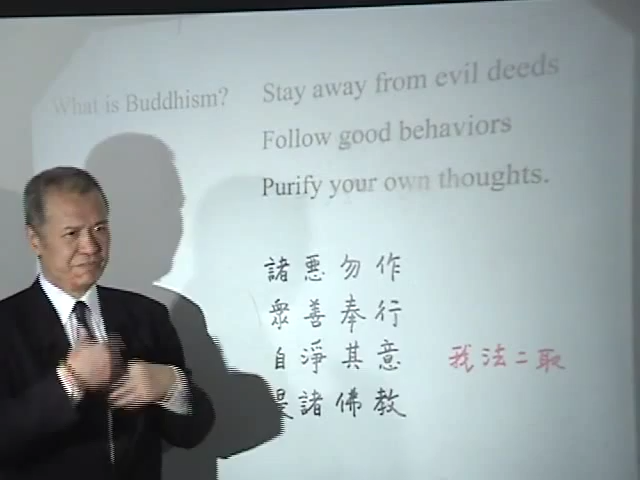 What is Buddhism? Stay away from evil deeds
Follow good behaviors
Purify your own thoughts.
諸惡勿作
衆善奉行
自淨其意 我法二取
是諸佛教